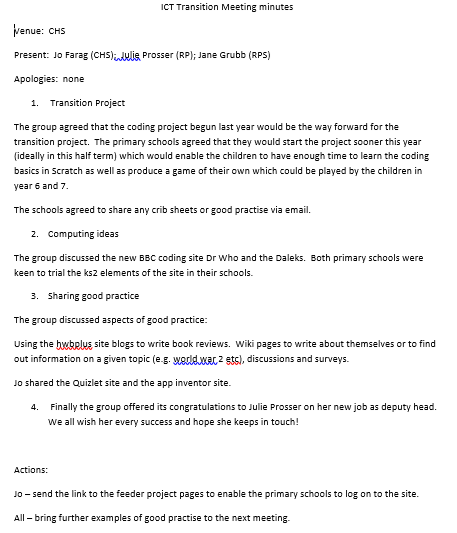 ICT Transition Meeting minutes
Venue: CHS
Present: Jo Farag (CHS); Julie Prosser (RP); Jane Grubb (RPS)
Apologies: none
1. Transition Project
The group agreed that the coding project begun last year would be the way forward for the
transition project. The primary schools agreed that they would start the project sooner this year
(ideally in this half term) which would enable the children to have enough time to learn the coding
basics in Scratch as well as produce a game of their own which could be played by the children in
year 6 and 7.
The schools agreed to share any crib sheets or good practise via email.
2. Computing ideas
The group discussed the new BBC coding site Dr Who and the Daleks. Both primary schools were
keen to trial the ks2 elements of the site in their schools.
3. Sharing good practice
The group discussed aspects of good practice:
Using the hwbplus site blogs to write book reviews. Wiki pages to write about themselves or to find
out information on a given topic (e.g. world war 2 etc), discussions and surveys.
Jo shared the Quizlet site and the app inventor site.
4. Finally the group offered its congratulations to Julie Prosser on her new job as deputy head.
We all wish her every success and hope she keeps in touch!
Actions:
Jo – send the link to the feeder project pages to enable the primary schools to log on to the site.
All – bring further examples of good practise to the next meeting.